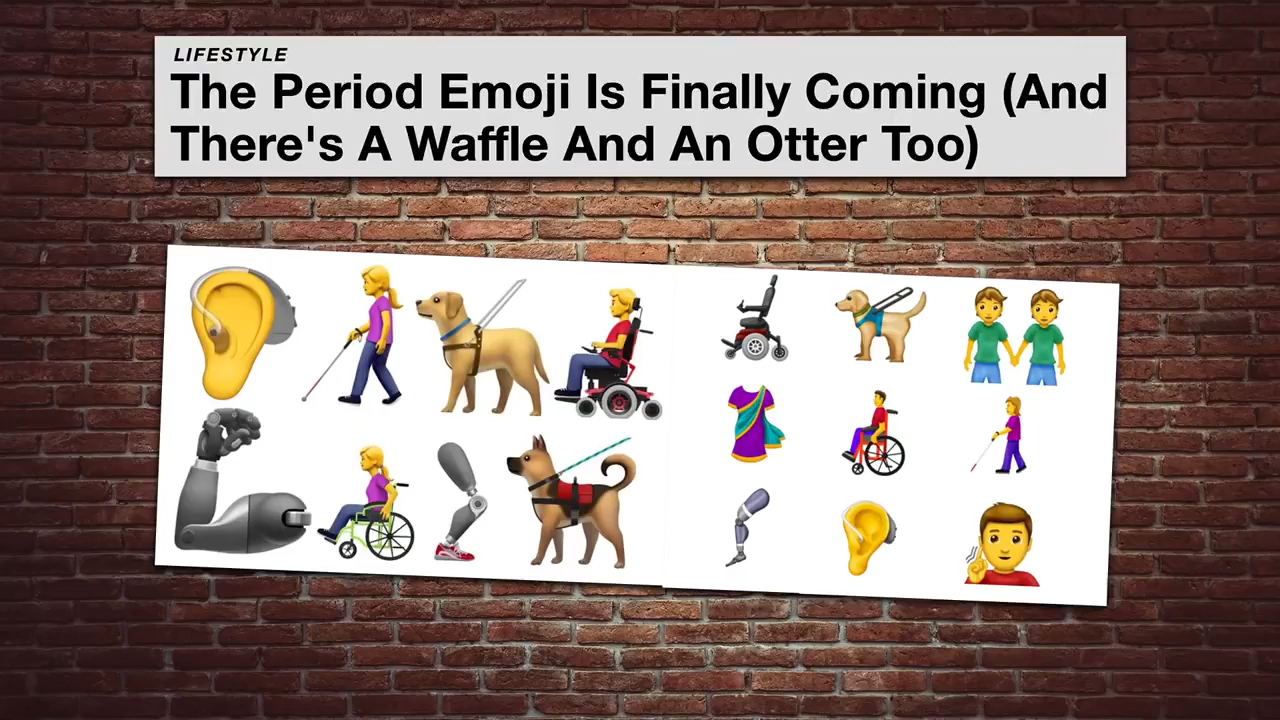 LIFESTYLE
The Period Emoji Is Finally Coming (And
There's A Waffle And An Otter Too)